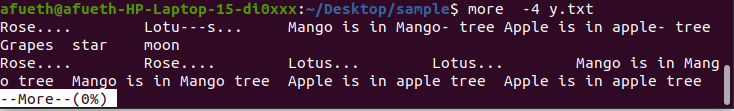 afueth@afueth-HP-Laptop-15-di0xxx:~/Desktop/sample$ more  -4 y.txt
Rose....        Lotu---s...     Mango is in Mango- tree Apple is in apple- tree
Grapes  star    moon
Rose....        Rose....        Lotus...        Lotus...        Mango is in Mang
o tree  Mango is in Mango tree  Apple is in apple tree  Apple is in apple tree
--More--(0%)